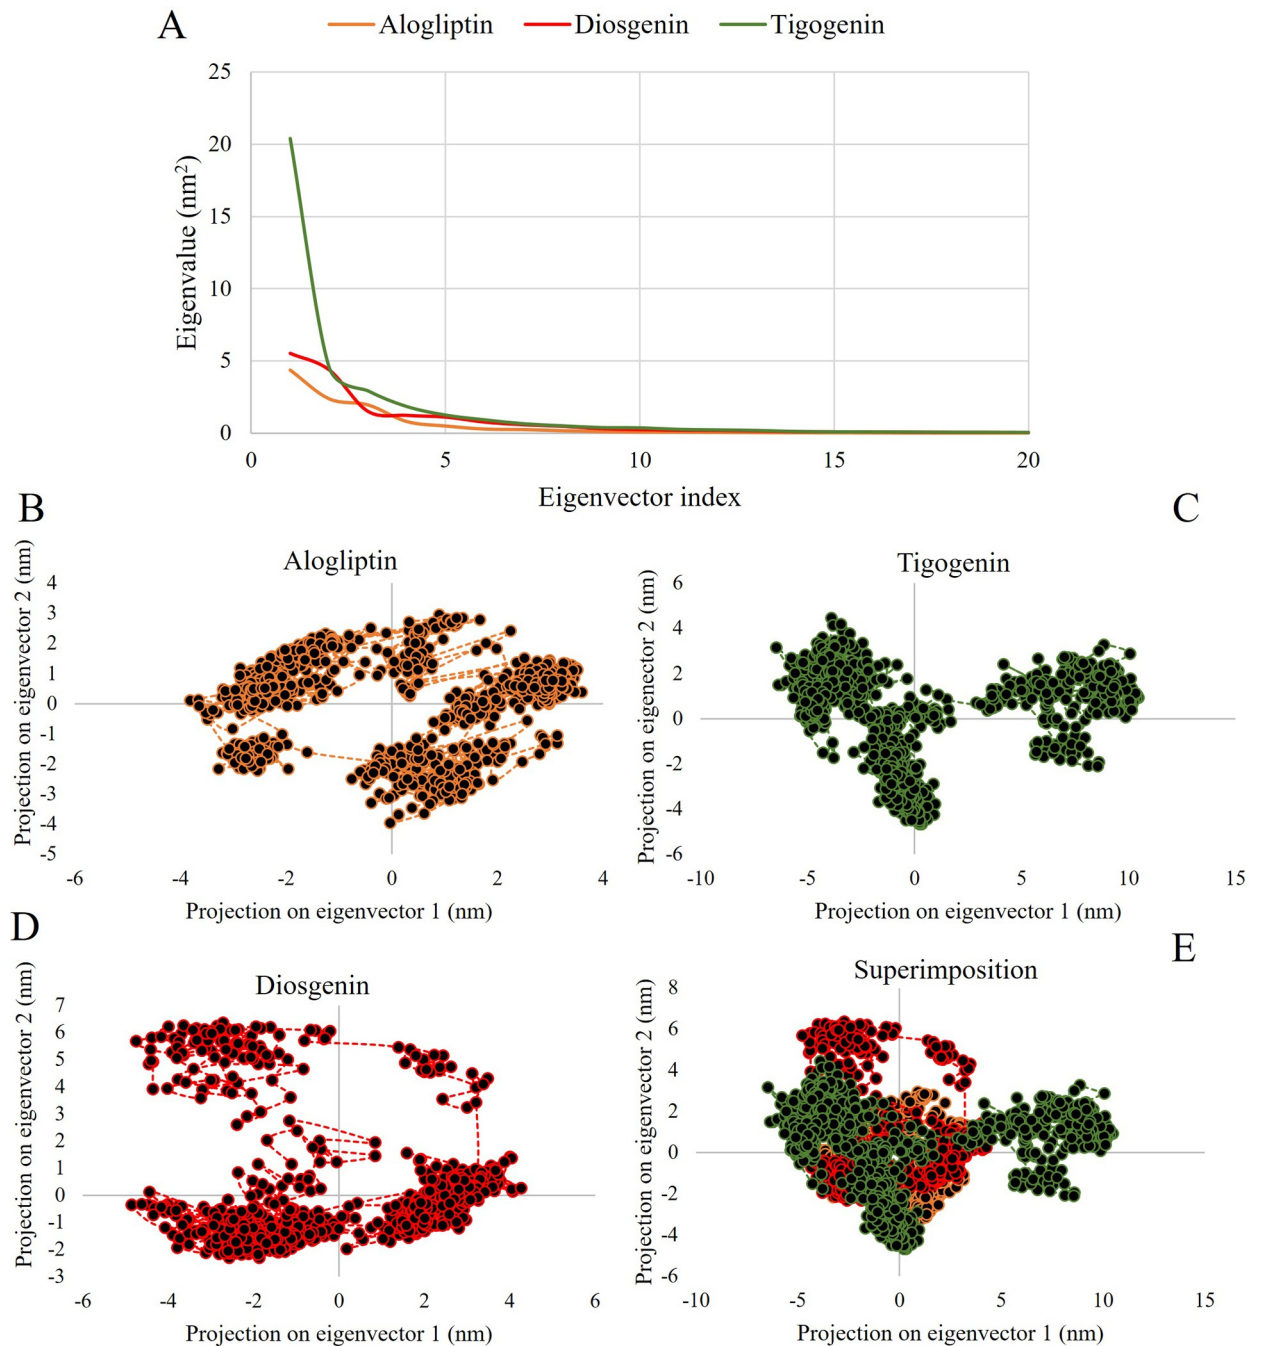 A
Alogliptin Diosgenin Tigogenin
Eigenvalue (nm²)
25
20
15
10
5
0
0 5 10 15 20
Eigenvector index
B
Alogliptin
Projection on eigenvector 2 (nm)
4
3
2
1
0
-1
-2
-3
-4
-5
-6 -4 -2 0 2 4
Projection on eigenvector 1 (nm)
C
Tigogenin
Projection on eigenector 2 (nm)
6
4
2
0
-2
-4
-6
-10 -5 0 5 10 15
Projection on eigenvector 1 (nm)
D
Diosgenin
Projection on eigenvector 2 (nm)
7
6
5
4
3
2
1
0
-1
-2
-3
-6 -4 -2 0 2 4 6
Projection on eigenvector 1 (nm)
E
Superimposition
Projection on eigenvector 2 (nm)
8
6
4
2
0
-2
-4
-6
-10 -5 0 5 10 15
Projection on eigenvector 1 (nm)